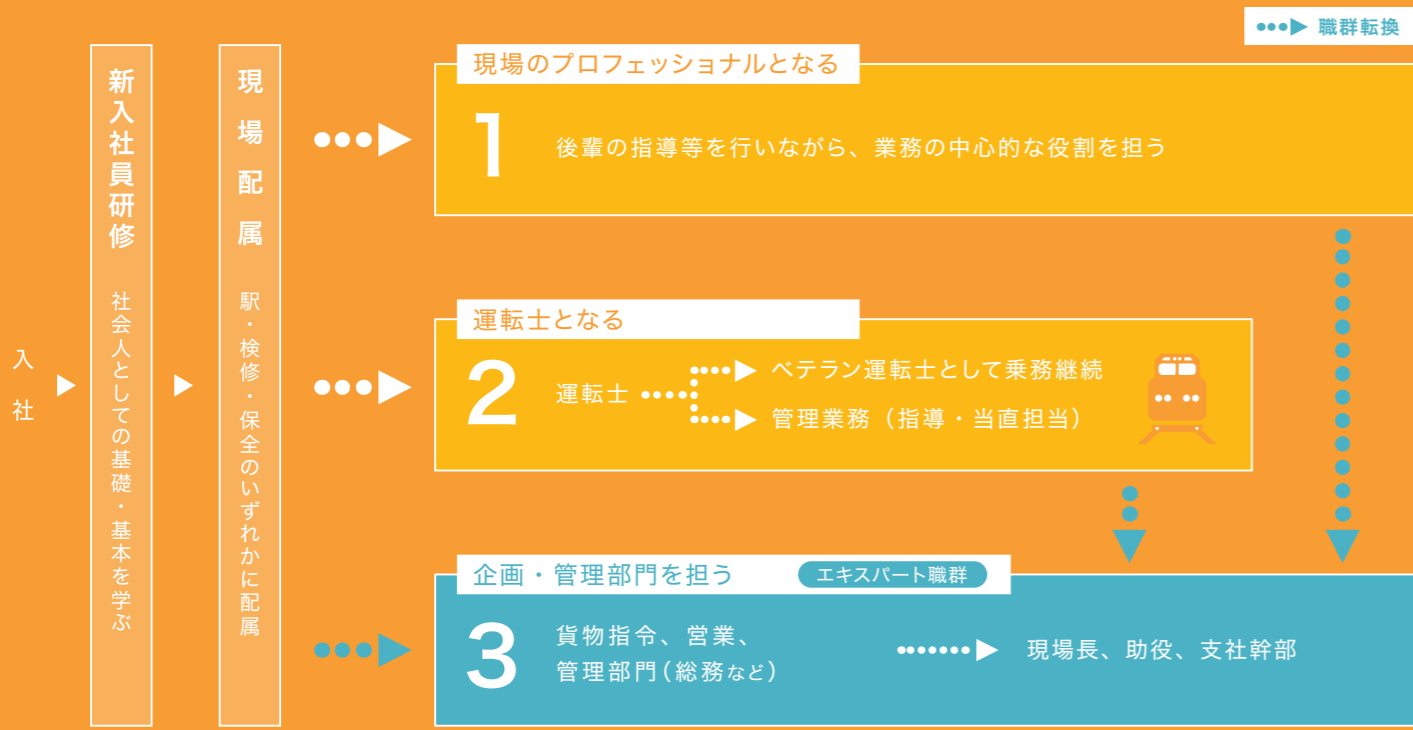 職群転換
入社
新入社員研修 社会人としての基礎・基本を学ぶ
現場配属 駅・検修・保全のいずれかに配属
現場のプロフェッショナルとなる
1 後輩の指導等を行いながら、業務の中心的な役割を担う
運転士となる
2 運転士
ベテラン運転士として乗務継続
管理業務（指導・当直担当）
企画・管理部門を担う エキスパート職群
3 貨物指令、営業、
管理部門（総務など）
現場長、助役、支社幹部